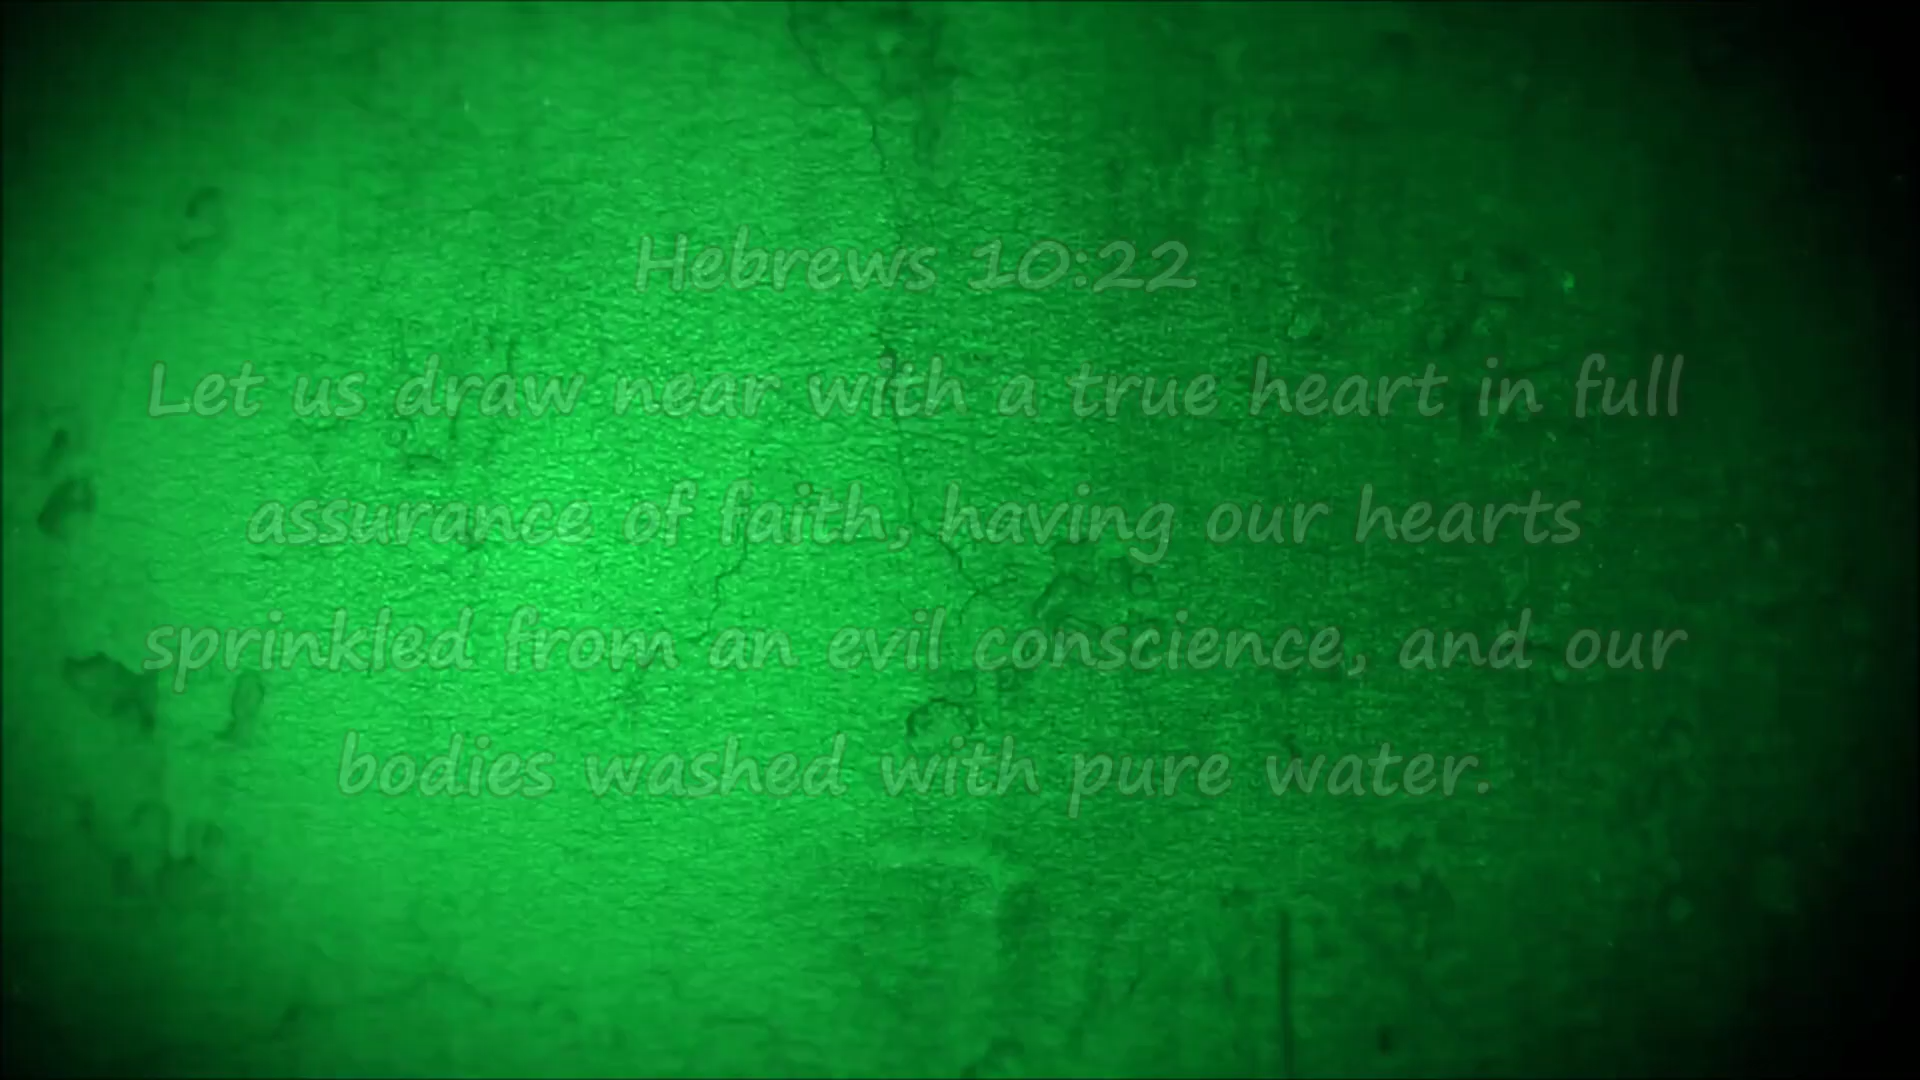 Hebrews 10:22
Let us draw near with a true heart in full
assurance of faith, having our hearts
sprinkled from an evil conscience, and our
bodies washed with pure water.